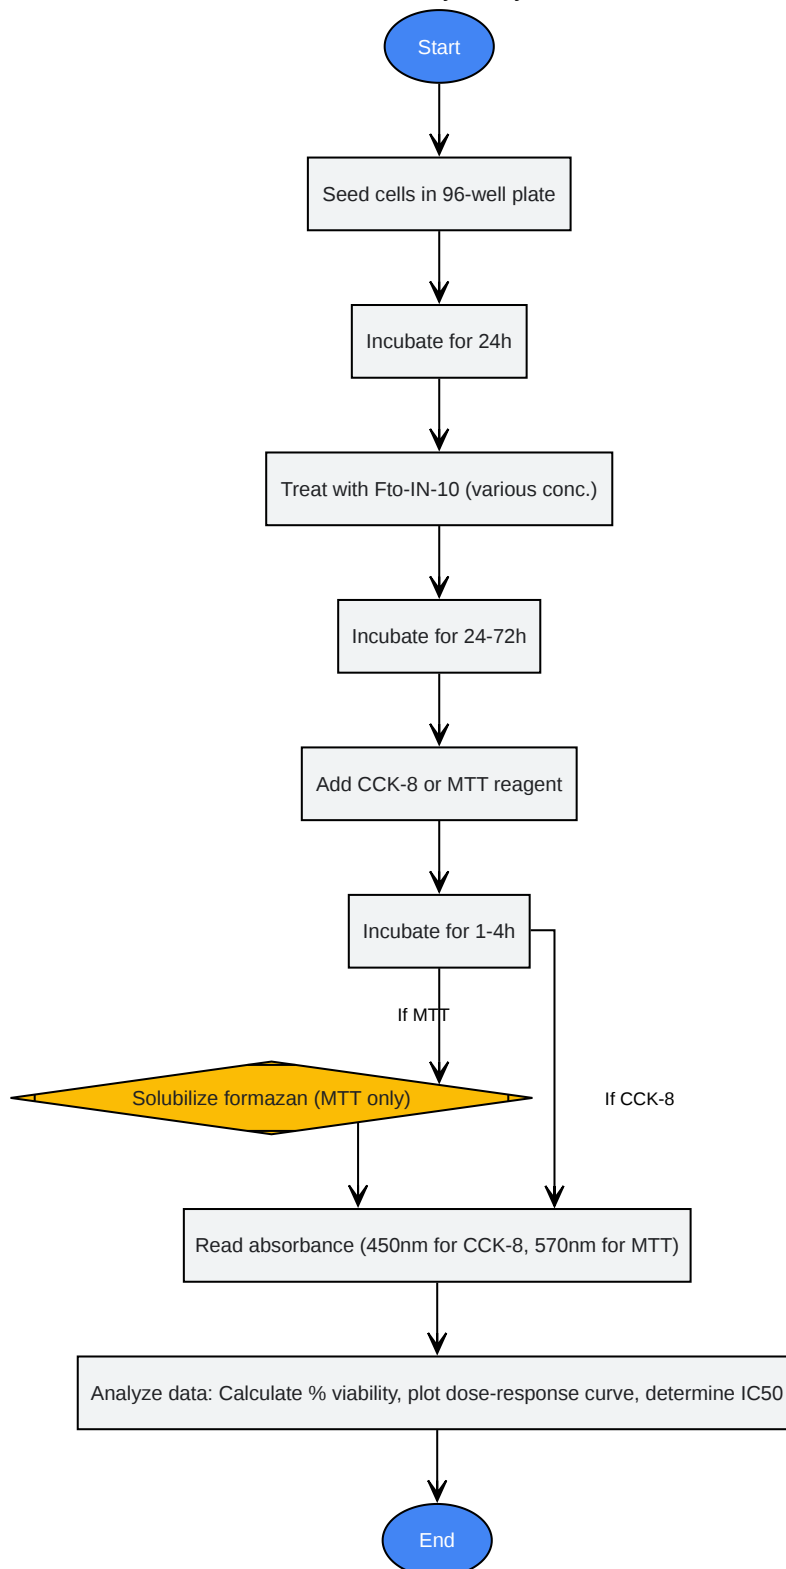 Start
Seed cells in 96-well plate
Incubate for 24h
Treat with Fto-IN-10 (various conc.)
Incubate for 24-72h
Add CCK-8 or MTT reagent
Incubate for 1-4h
If MTT
Solubilize formazan (MTT only)
If CCK-8
Read absorbance (450nm for CCK-8, 570nm for MTT)
Analyze data: Calculate % viability, plot dose-response curve, determine IC50
End